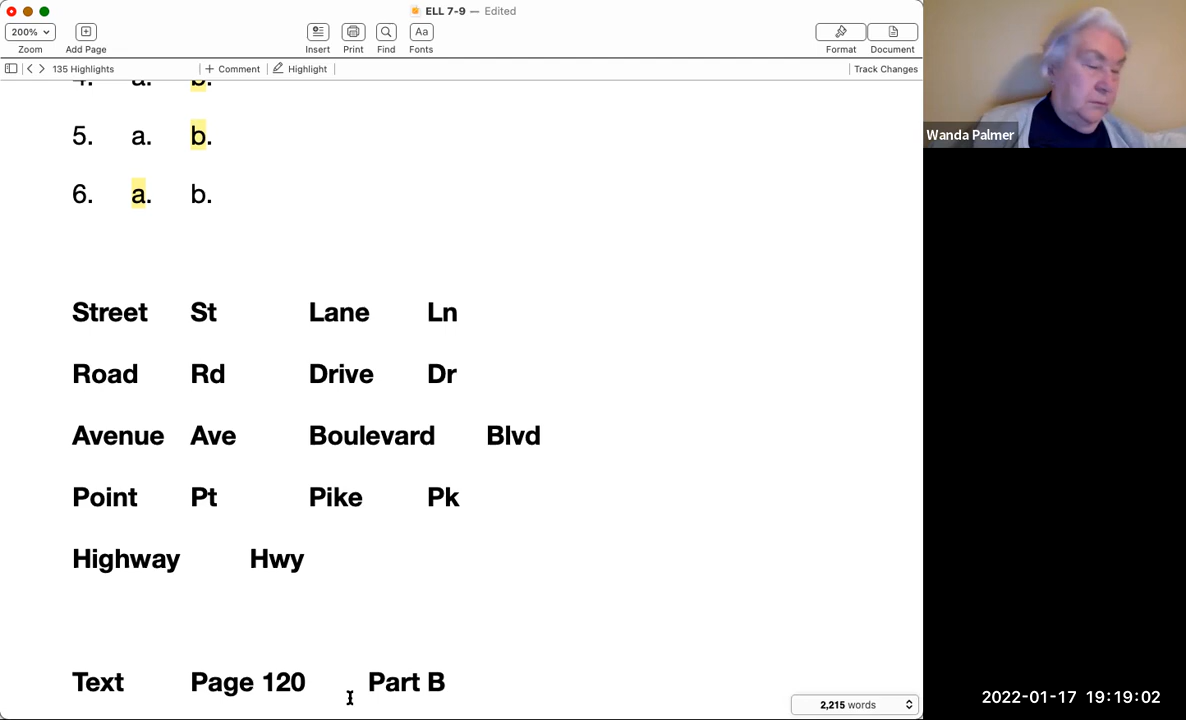 ELL 7-9 — Edited
200%
Zoom
Add Page
Insert
Print
Find
Aa
Fonts
Format
Document
135 Highlights
+ Comment
Highlight
Track Changes
4. a. b.
5. a. b.
6. a. b.
Street St Lane Ln
Road Rd Drive Dr
Avenue Ave Boulevard Blvd
Point Pt Pike Pk
Highway Hwy
Text Page 120 Part B
2,215 words
Wanda Palmer
2022-01-17 19:19:02